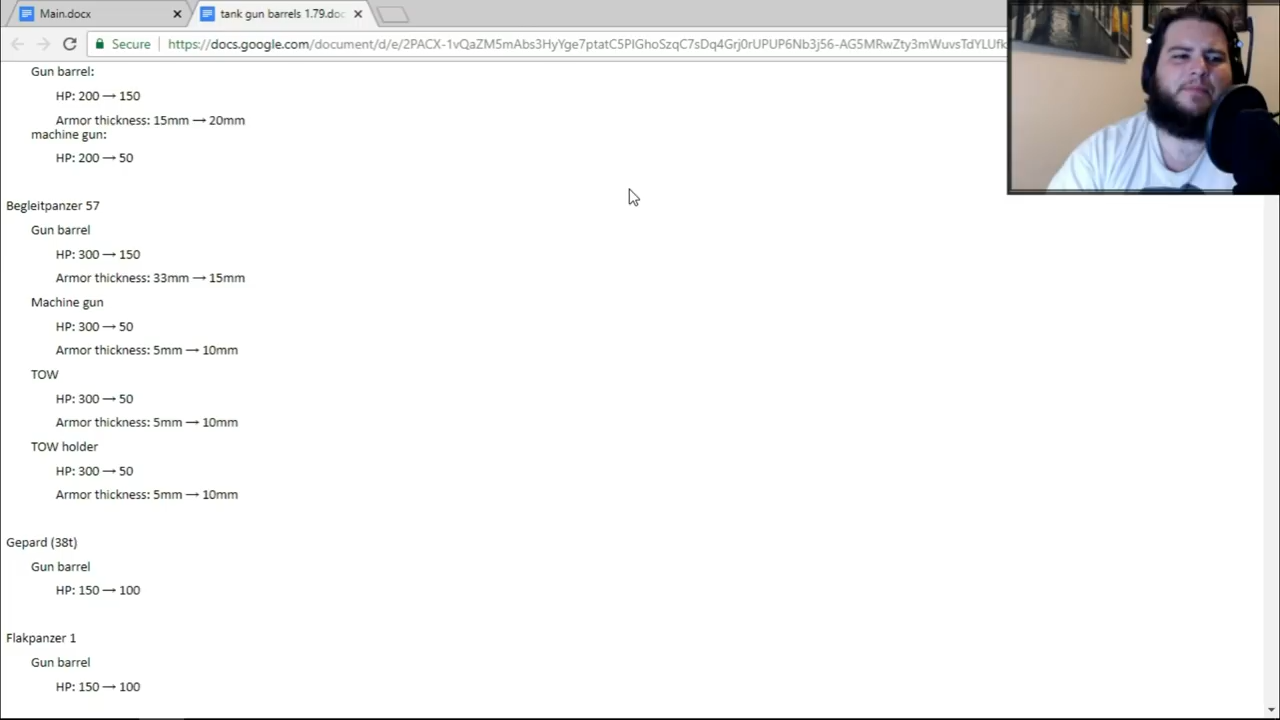 Main.docx
tank gun barrels 1.79.doc
Secure
https://docs.google.com/document/d/e/2PACX-1vQaZM5mAbs3HyYge7ptatC5PIGhoSzqC7sDq4Grj0rUPUP6Nb3j56-AG5MRwZty3mWuvsTdYLUfk
Gun barrel:
HP: 200 → 150
Armor thickness: 15mm → 20mm
machine gun:
HP: 200 → 50
Begleitpanzer 57
Gun barrel
HP: 300 → 150
Armor thickness: 33mm → 15mm
Machine gun
HP: 300 → 50
Armor thickness: 5mm → 10mm
TOW
HP: 300 → 50
Armor thickness: 5mm → 10mm
TOW holder
HP: 300 → 50
Armor thickness: 5mm → 10mm
Gepard (38t)
Gun barrel
HP: 150 → 100
Flakpanzer 1
Gun barrel
HP: 150 → 100